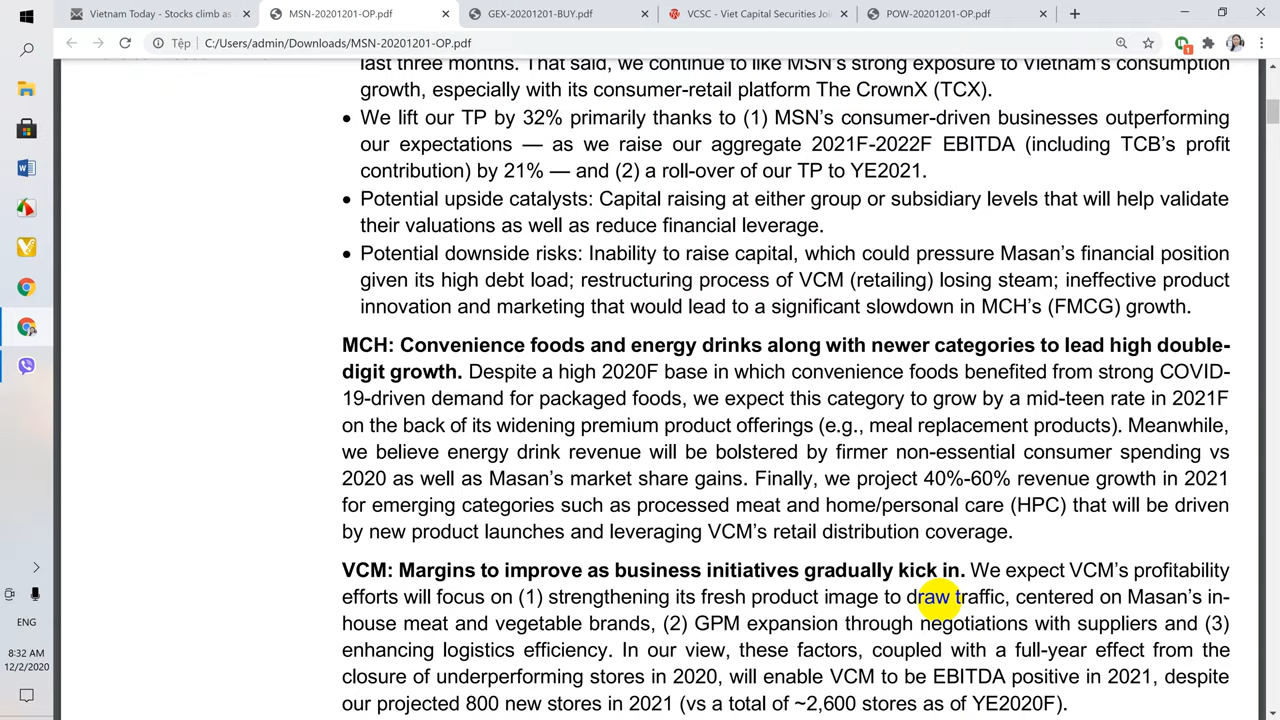 Vietnam Today - Stocks climb as
MSN-20201201-OP.pdf
GEX-20201201-BUY.pdf
VCSC - Viet Capital Securities Joi
POW-20201201-OP.pdf
Tệp
C:/Users/admin/Downloads/MSN-20201201-OP.pdf
1
last three months. That said, we continue to like MSN's strong exposure to Vietnam's consumption
growth, especially with its consumer-retail platform The CrownX (TCX).
• We lift our TP by 32% primarily thanks to (1) MSN's consumer-driven businesses outperforming
our expectations — as we raise our aggregate 2021F-2022F EBITDA (including TCB's profit
contribution) by 21% — and (2) a roll-over of our TP to YE2021.
• Potential upside catalysts: Capital raising at either group or subsidiary levels that will help validate
their valuations as well as reduce financial leverage.
• Potential downside risks: Inability to raise capital, which could pressure Masan's financial position
given its high debt load; restructuring process of VCM (retailing) losing steam; ineffective product
innovation and marketing that would lead to a significant slowdown in MCH's (FMCG) growth.
MCH: Convenience foods and energy drinks along with newer categories to lead high double-
digit growth. Despite a high 2020F base in which convenience foods benefited from strong COVID-
19-driven demand for packaged foods, we expect this category to grow by a mid-teen rate in 2021F
on the back of its widening premium product offerings (e.g., meal replacement products). Meanwhile,
we believe energy drink revenue will be bolstered by firmer non-essential consumer spending vs
2020 as well as Masan's market share gains. Finally, we project 40%-60% revenue growth in 2021
for emerging categories such as processed meat and home/personal care (HPC) that will be driven
by new product launches and leveraging VCM's retail distribution coverage.
VCM: Margins to improve as business initiatives gradually kick in. We expect VCM's profitability
efforts will focus on (1) strengthening its fresh product image to draw traffic, centered on Masan's in-
house meat and vegetable brands, (2) GPM expansion through negotiations with suppliers and (3)
enhancing logistics efficiency. In our view, these factors, coupled with a full-year effect from the
closure of underperforming stores in 2020, will enable VCM to be EBITDA positive in 2021, despite
our projected 800 new stores in 2021 (vs a total of ~2,600 stores as of YE2020F).
ENG
8:32 AM
12/2/2020